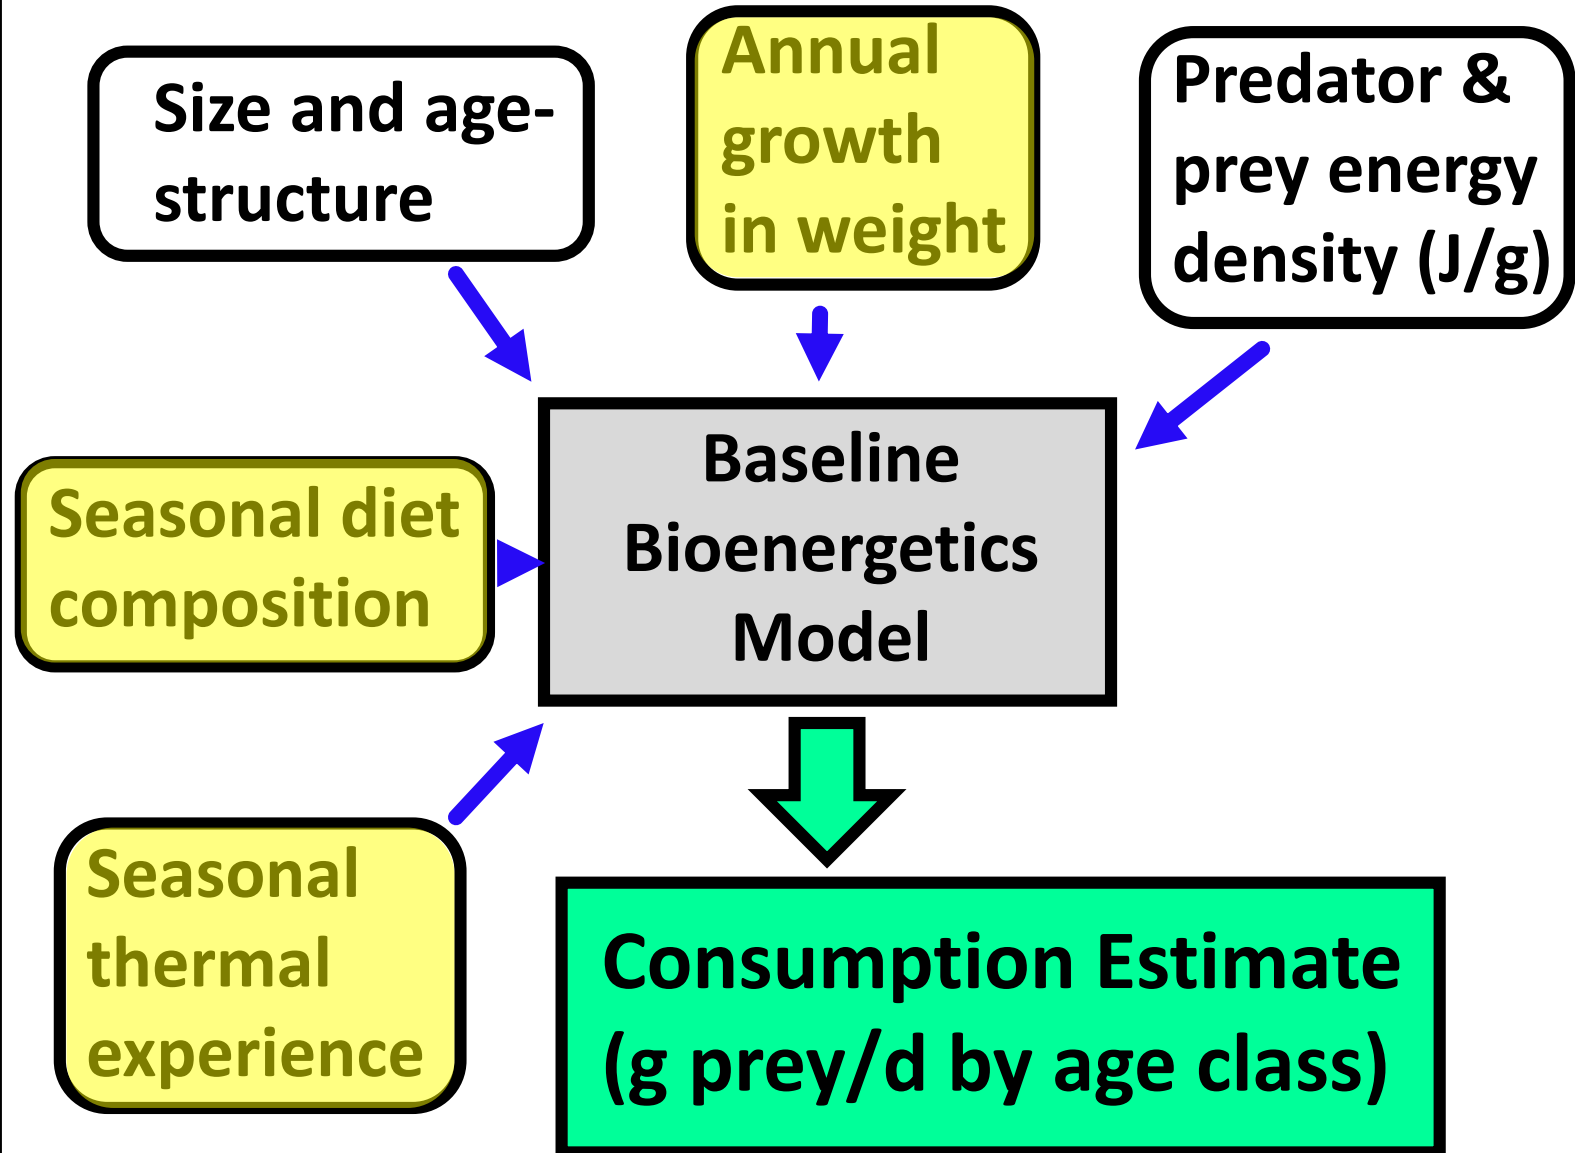 Size and age-
structure
Annual
growth
in weight
Predator &
prey energy
density (J/g)
Seasonal diet
composition
Baseline
Bioenergetics
Model
Seasonal
thermal
experience
Consumption Estimate
(g prey/d by age class)